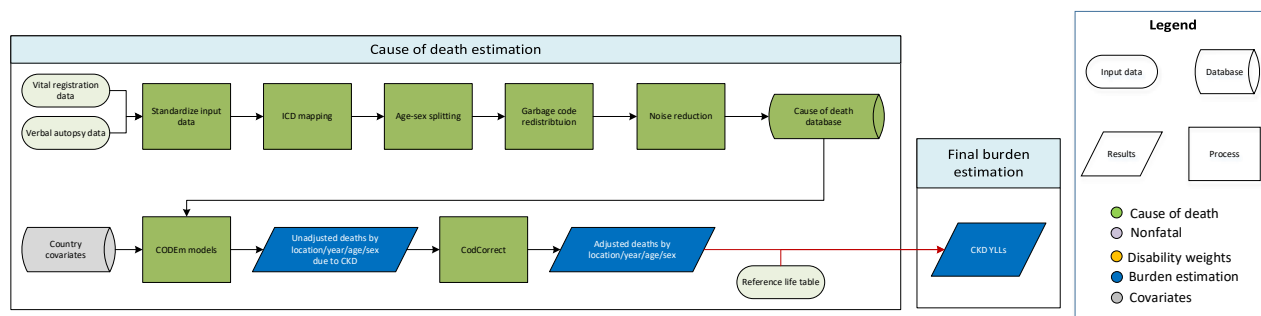 Cause of death estimation
Vital registration
data
Verbal autopsy data
Standardize input
data
ICD mapping
Age-sex splitting
Garbage code
redistribtuion
Noise reduction
Cause of death
database
Country
covariates
CODEm models
Unadjusted deaths by
location/year/age/sex
due to CKD
CodCorrect
Adjusted deaths by
location/year/age/sex
Reference life table
Final burden
estimation
CKD YLLs
Legend
Input data
Database
Results
Process
Cause of death
Nonfatal
Disability weights
Burden estimation
Covariates